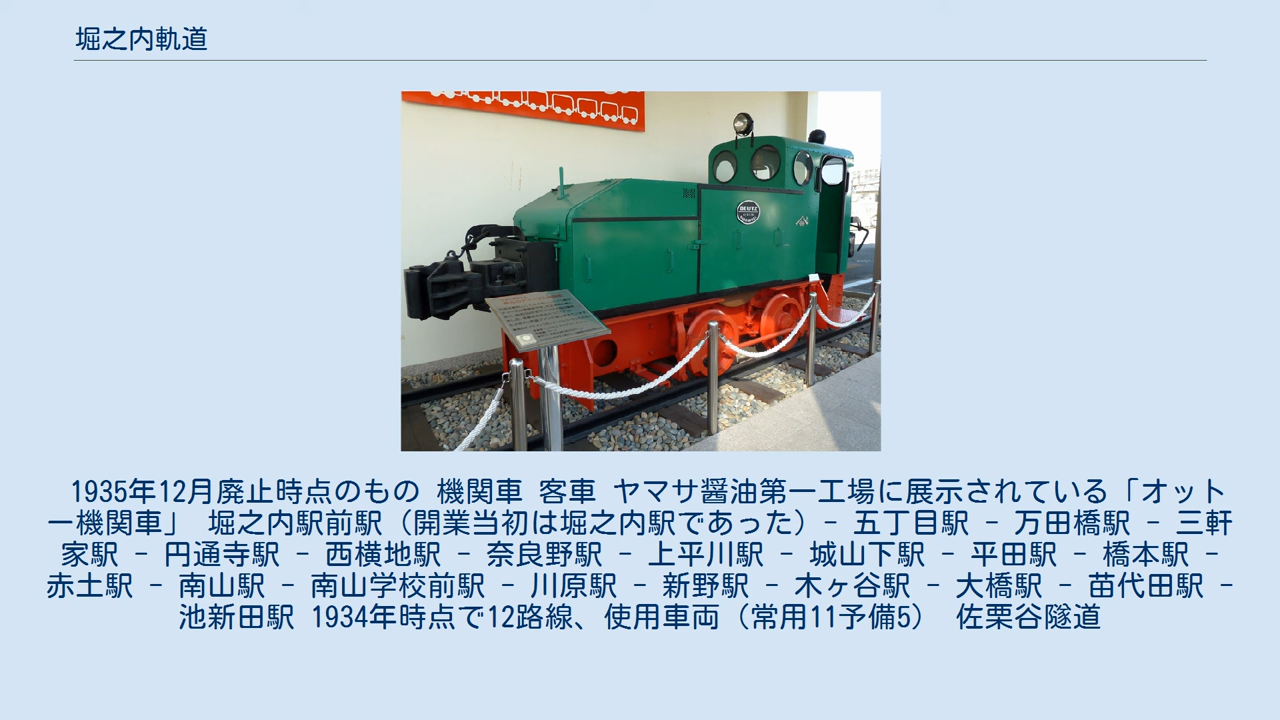 堀之内軌道
DEUTZ
1935年12月廃止時点のもの 機関車 客車 ヤマサ醤油第一工場に展示されている「オット
ー機関車」 堀之内駅前駅（開業当初は堀之内駅であった）- 五丁目駅 - 万田橋駅 - 三軒
家駅 - 円通寺駅 - 西横地駅 - 奈良野駅 - 上平川駅 - 城山下駅 - 平田駅 - 橋本駅 -
赤土駅 - 南山駅 - 南山学校前駅 - 川原駅 - 新野駅 - 木ヶ谷駅 - 大橋駅 - 苗代田駅 -
池新田駅 1934年時点で12路線、使用車両（常用11予備5） 佐栗谷隧道